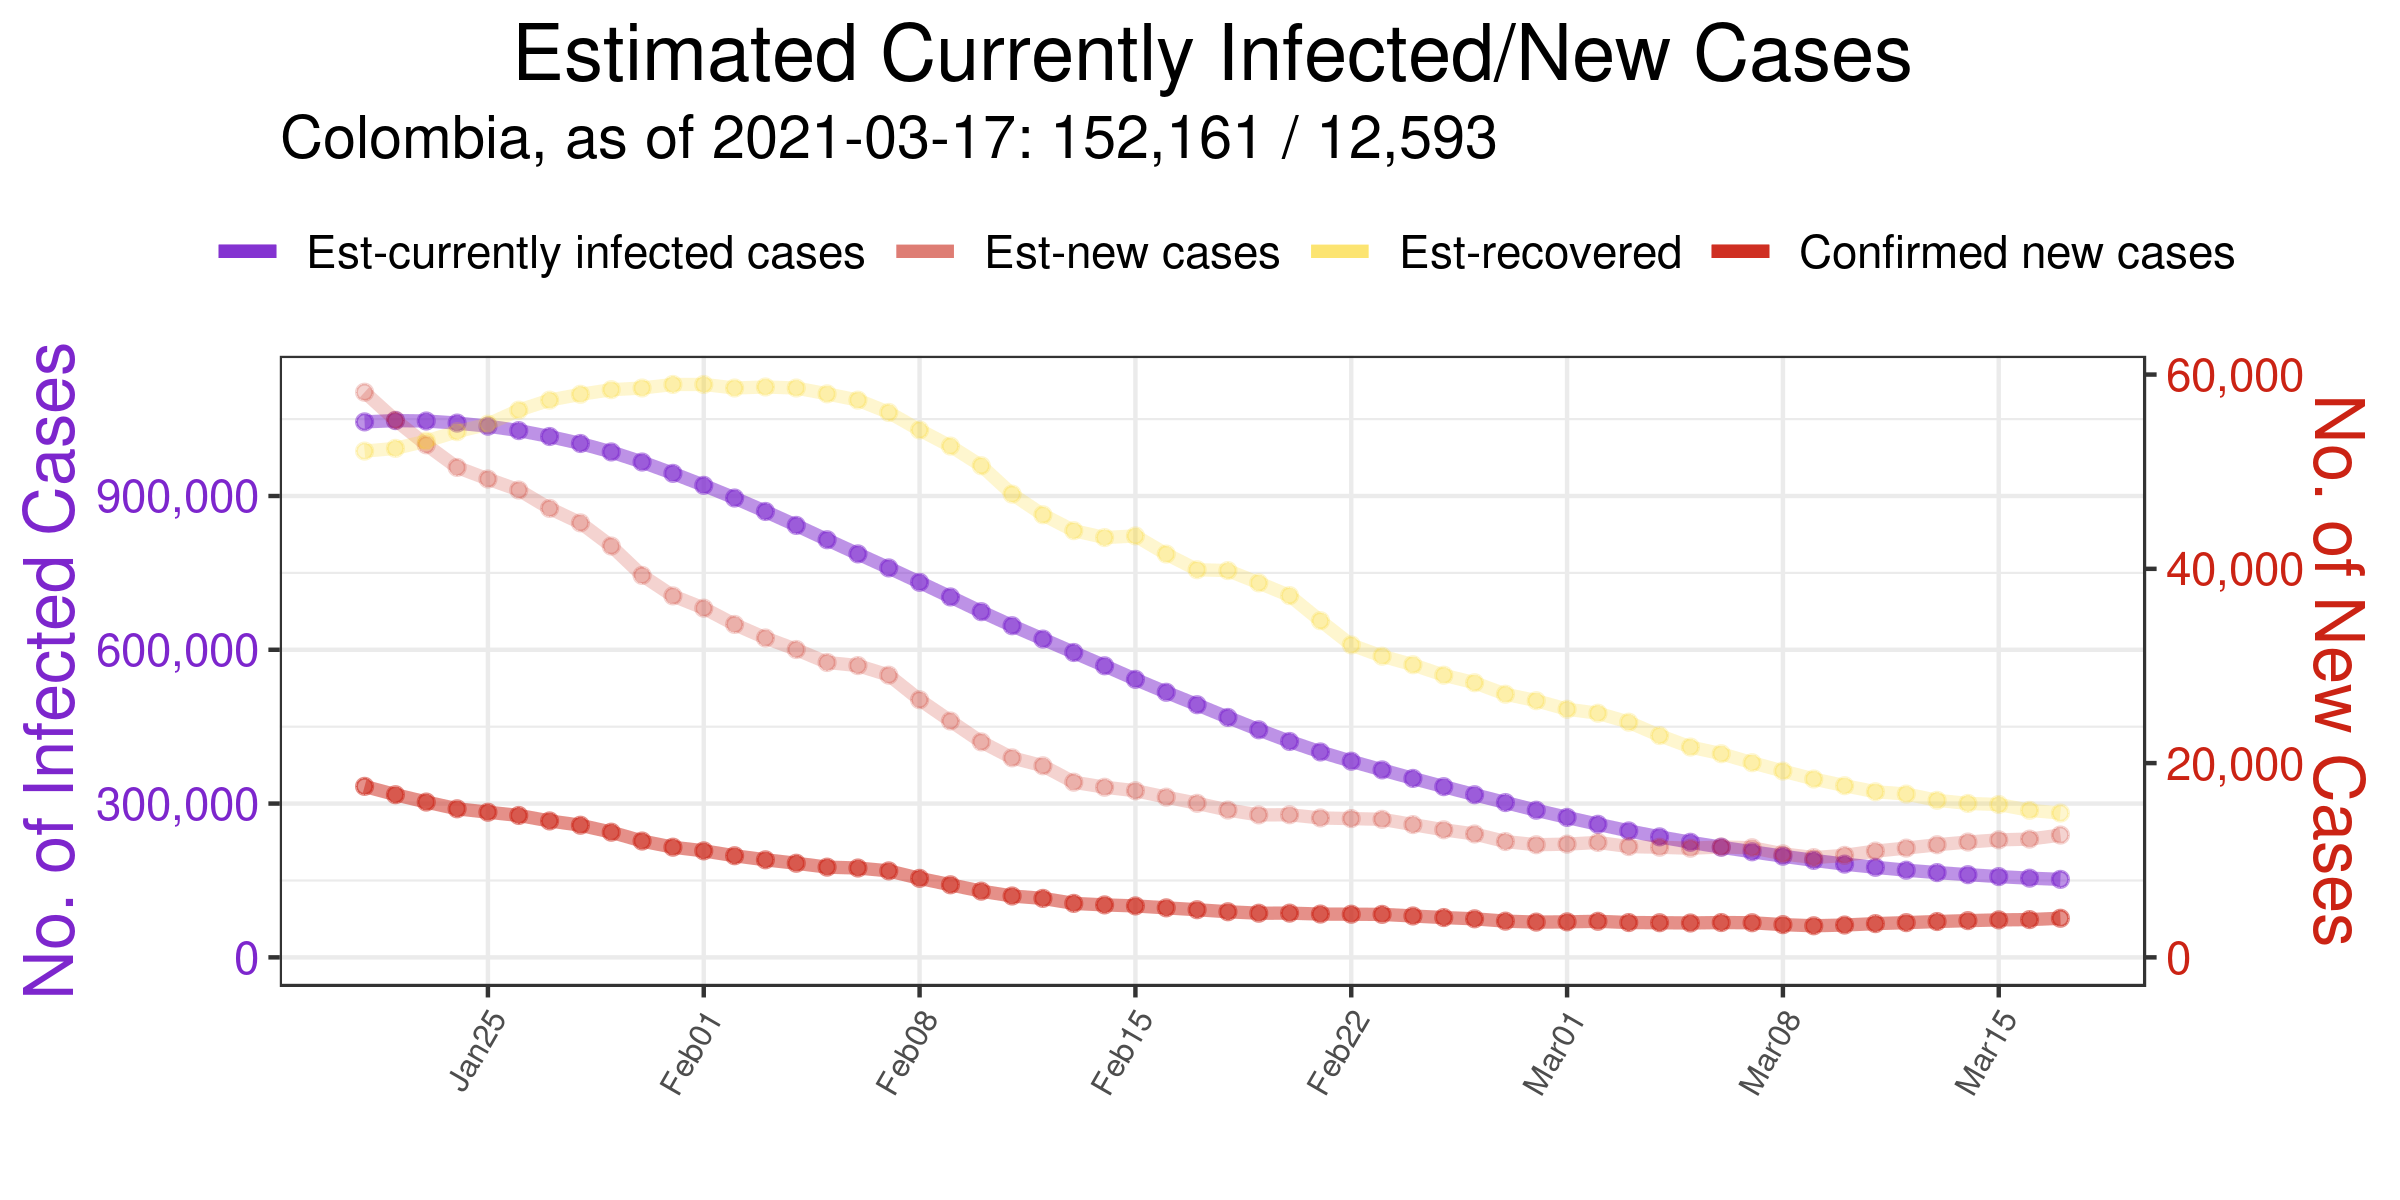 Estimated Currently Infected/New Cases
Colombia, as of 2021-03-17: 152,161 / 12,593
Est-currently infected cases Est-new cases Est-recovered Confirmed new cases
No. of Infected Cases
900,000
600,000
300,000
0
60,000
40,000
20,000
0
No. of New Cases
Jan25 Feb01 Feb08 Feb15 Feb22 Mar01 Mar08 Mar15